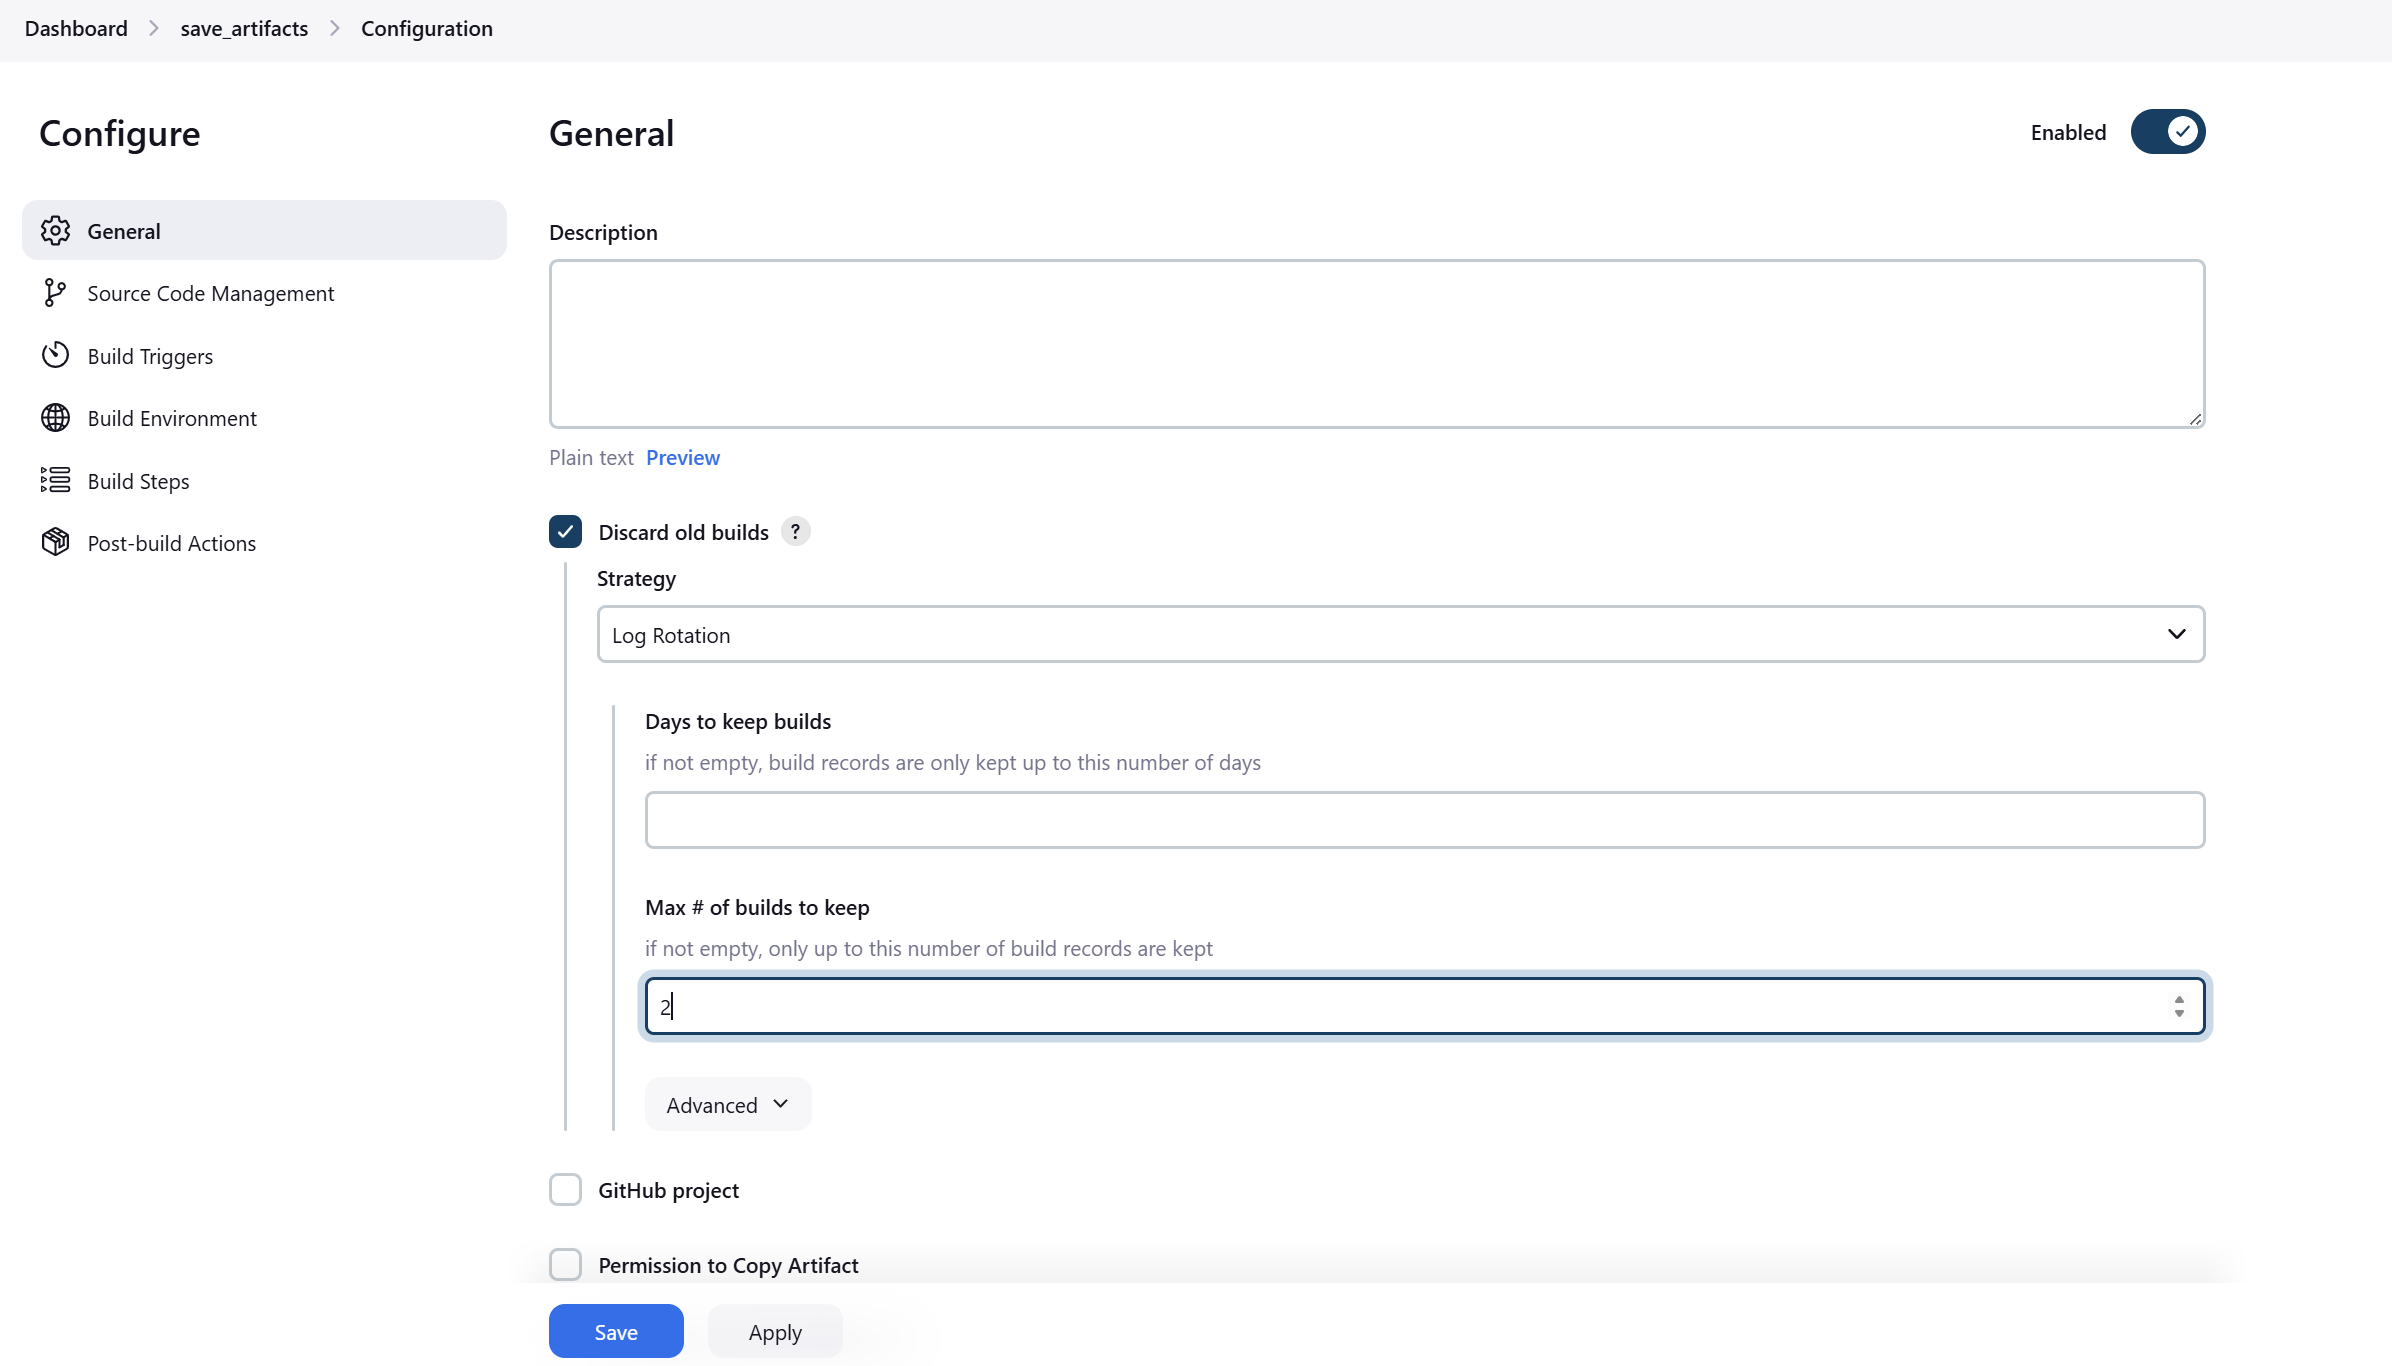 Dashboard > save_artifacts > Configuration
Configure
General
Source Code Management
Build Triggers
Build Environment
Build Steps
Post-build Actions
General
Enabled
Description
Plain text Preview
Discard old builds ?
Strategy
Log Rotation
Days to keep builds
if not empty, build records are only kept up to this number of days
Max # of builds to keep
if not empty, only up to this number of build records are kept
2
Advanced
GitHub project
Permission to Copy Artifact
Save Apply